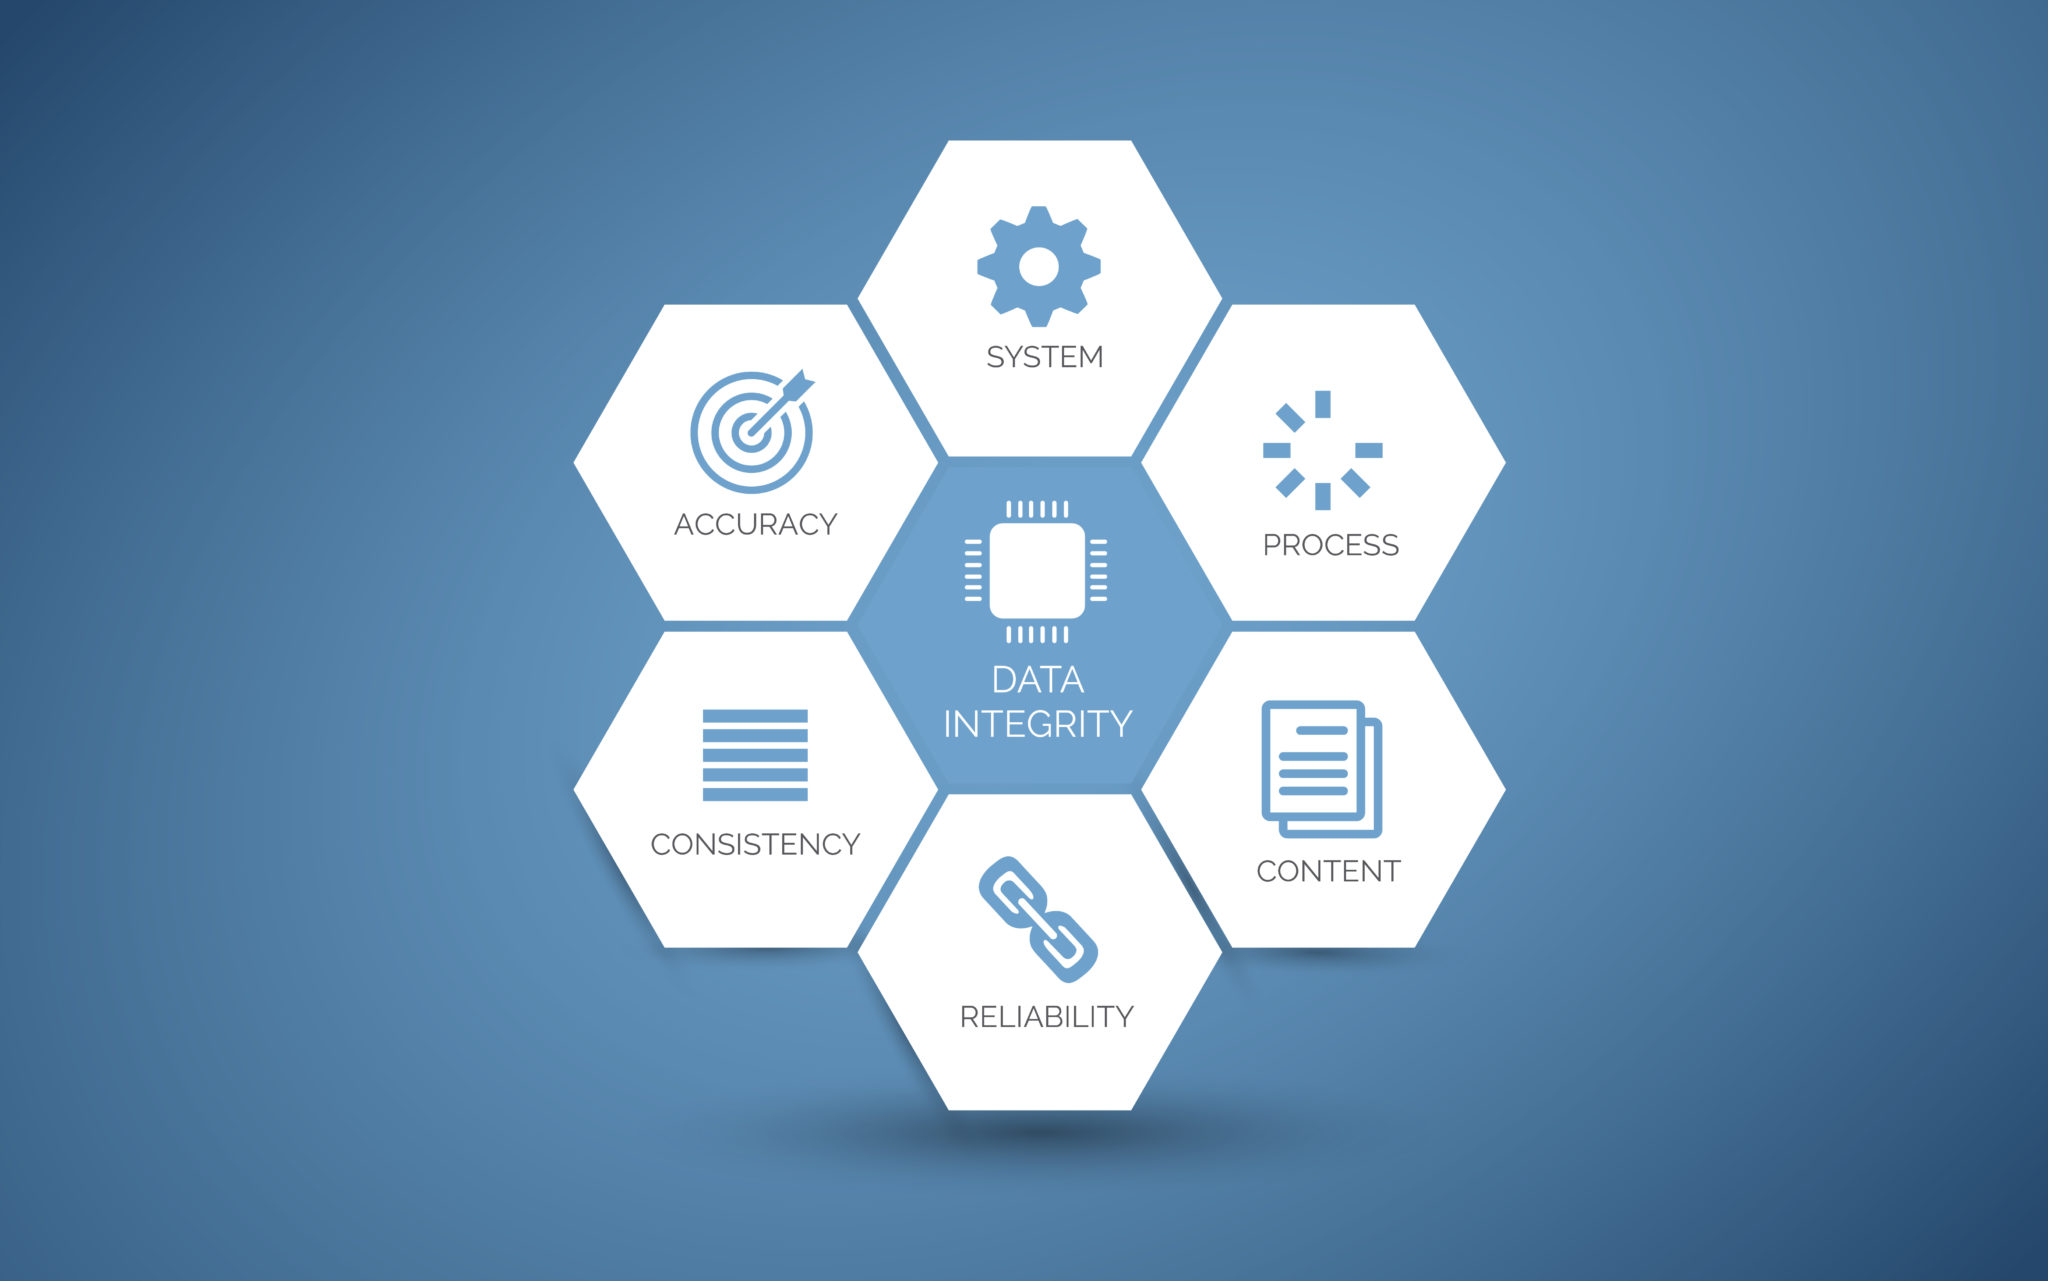 SYSTEM
ACCURACY
PROCESS
DATA
INTEGRITY
CONSISTENCY
CONTENT
RELIABILITY